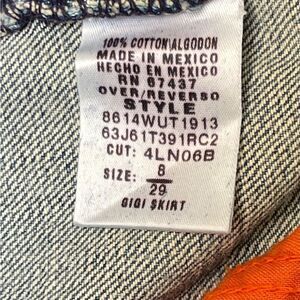 100% COTTON/ALGODON
MADE IN MEXICO
HECHO EN MEXICO
RN 67437
OVER/REVERSO
STYLE
8614WUT1913
63J61T391RC2
CUT: 4LN06B
SIZE: 8
29
GIGI SKIRT